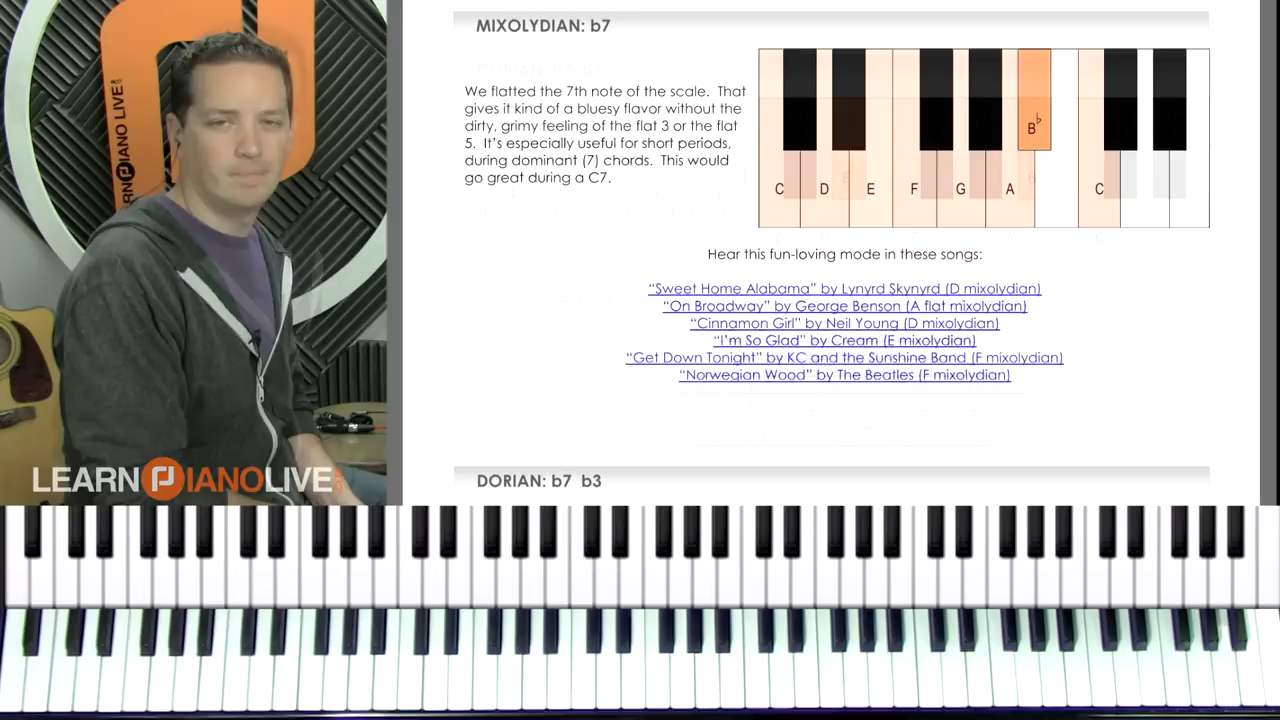 MIXOLYDIAN: b7
We flatted the 7th note of the scale. That
gives it kind of a bluesy flavor without the
dirty, grimy feeling of the flat 3 or the flat
5. It’s especially useful for short periods,
during dominant (7) chords. This would
go great during a C7.
B♭
C D E F G A C
Hear this fun-loving mode in these songs:
“Sweet Home Alabama” by Lynyrd Skynyrd (D mixolydian)
“On Broadway” by George Benson (A flat mixolydian)
“Cinnamon Girl” by Neil Young (D mixolydian)
“I’m So Glad” by Cream (E mixolydian)
“Get Down Tonight” by KC and the Sunshine Band (F mixolydian)
“Norwegian Wood” by The Beatles (F mixolydian)
DORIAN: b7 b3
LIVE
LEARN PIANOLIVE